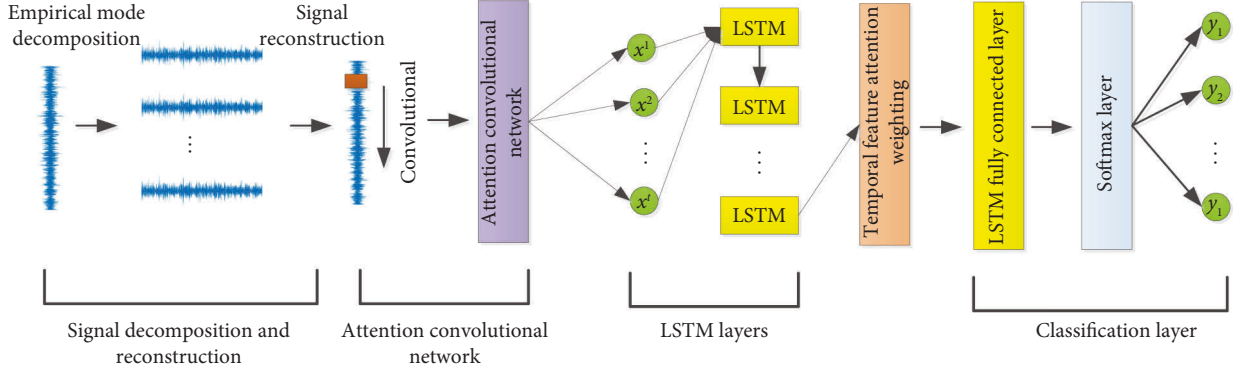 Empirical mode
decomposition
Signal
reconstruction
⋮
Convolutional
Attention convolutional
network
x¹
x²
⋮
xᵗ
LSTM
LSTM
⋮
LSTM
Temporal feature attention
weighting
LSTM fully connected layer
Softmax layer
y₁
y₂
⋮
y₁
Signal decomposition and
reconstruction
Attention convolutional
network
LSTM layers
Classification layer